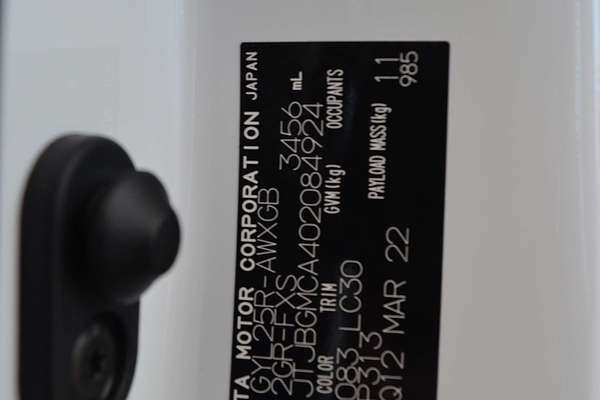 TA MOTOR CORPORATION JAPAN
GYL25R-AWXGB
2GR-FXS 3456 mL
JTJBGMCA402084924
COLOR TRIM GVM(kg) OCCUPANTS
083 LC30
P313 PAYLOAD MASS(kg) 11
Q12 MAR 22 985